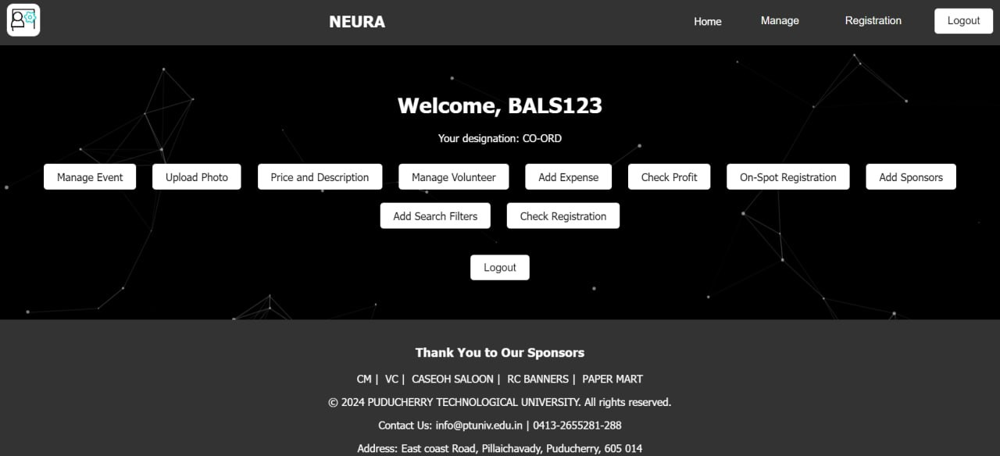 NEURA Home Manage Registration Logout
Welcome, BALS123
Your designation: CO-ORD
Manage Event Upload Photo Price and Description Manage Volunteer Add Expense Check Profit On-Spot Registration Add Sponsors
Add Search Filters Check Registration
Logout
Thank You to Our Sponsors
CM | VC | CASEOH SALOON | RC BANNERS | PAPER MART
© 2024 PUDUCHERRY TECHNOLOGICAL UNIVERSITY. All rights reserved.
Contact Us: info@ptuniv.edu.in | 0413-2655281-288
Address: East coast Road, Pillaichavady, Puducherry, 605 014